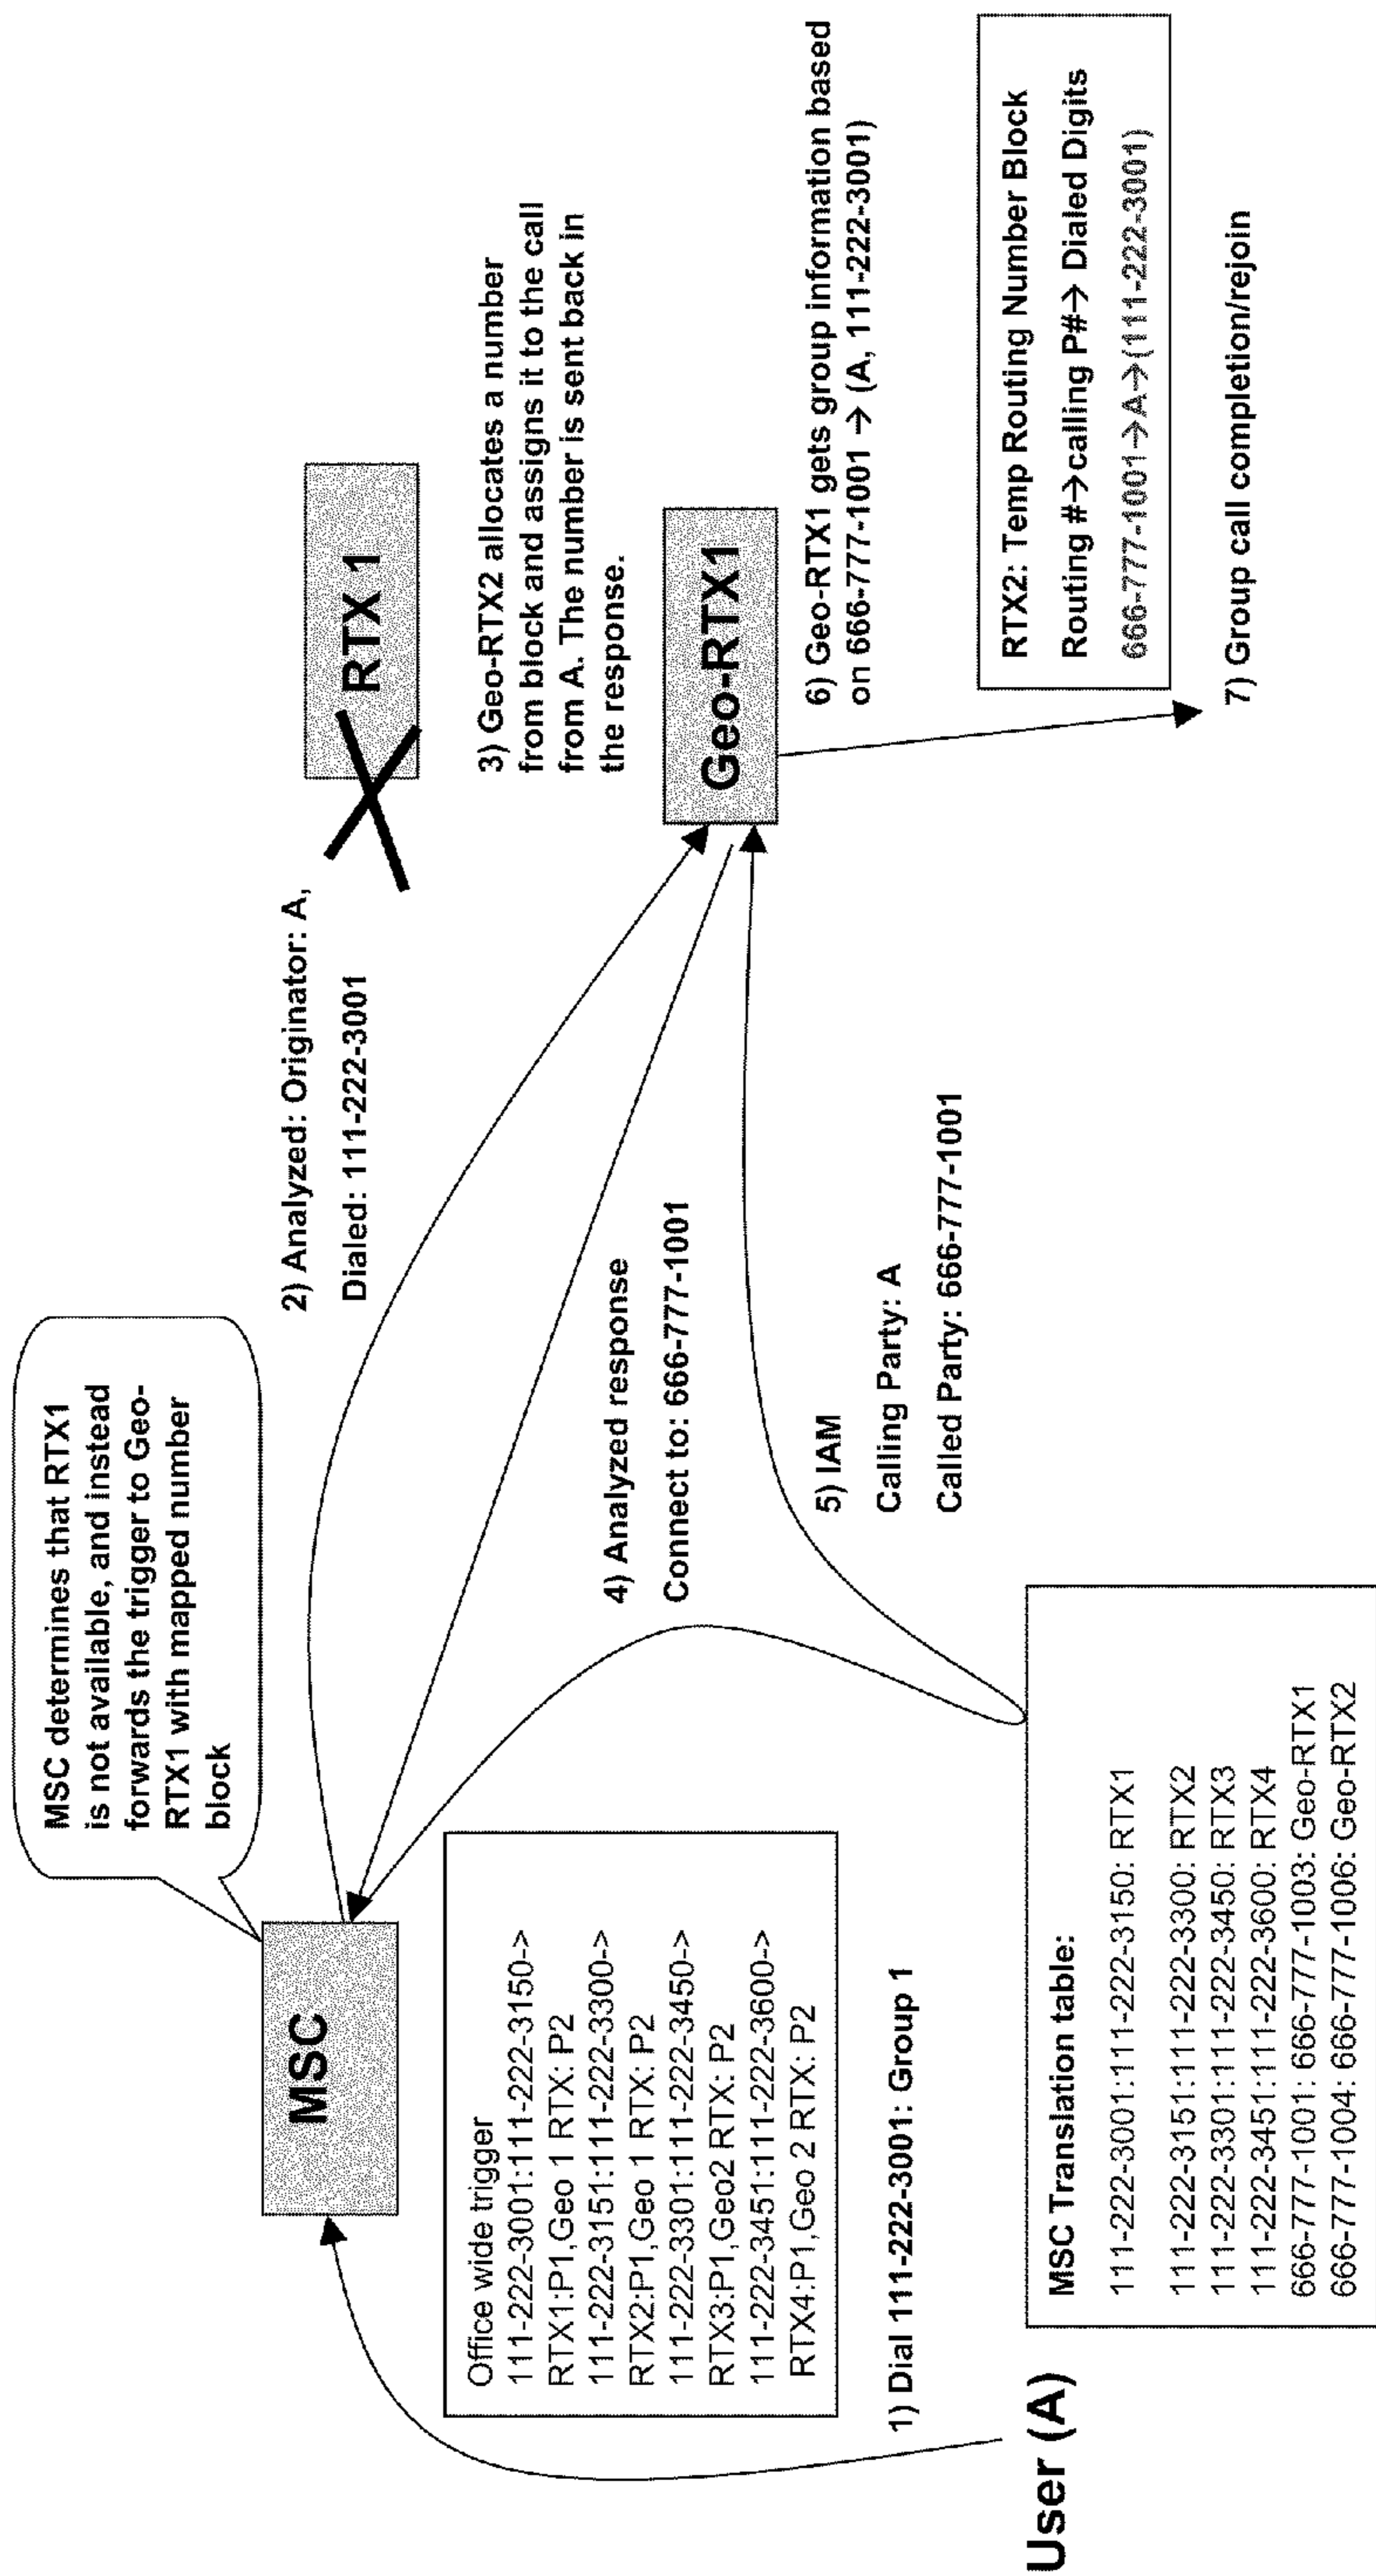 MSC determines that RTX1
is not available, and instead
forwards the trigger to Geo-
RTX1 with mapped number
block
MSC
Office wide trigger
111-222-3001:111-222-3150->
RTX1:P1,Geo 1 RTX: P2
111-222-3151:111-222-3300->
RTX2:P1,Geo 1 RTX: P2
111-222-3301:111-222-3450->
RTX3:P1,Geo2 RTX: P2
111-222-3451:111-222-3600->
RTX4:P1,Geo 2 RTX: P2
1) Dial 111-222-3001: Group 1
User (A)
MSC Translation table:
111-222-3001:111-222-3150: RTX1
111-222-3151:111-222-3300: RTX2
111-222-3301:111-222-3450: RTX3
111-222-3451:111-222-3600: RTX4
666-777-1001: 666-777-1003: Geo-RTX1
666-777-1004: 666-777-1006: Geo-RTX2
2) Analyzed: Originator: A,
Dialed: 111-222-3001
RTX 1
3) Geo-RTX2 allocates a number
from block and assigns it to the call
from A. The number is sent back in
the response.
4) Analyzed response
Connect to: 666-777-1001
5) IAM
Calling Party: A
Called Party: 666-777-1001
Geo-RTX1
6) Geo-RTX1 gets group information based
on 666-777-1001 → (A, 111-222-3001)
RTX2: Temp Routing Number Block
Routing #→calling P#→ Dialed Digits
666-777-1001→A→(111-222-3001)
7) Group call completion/rejoin